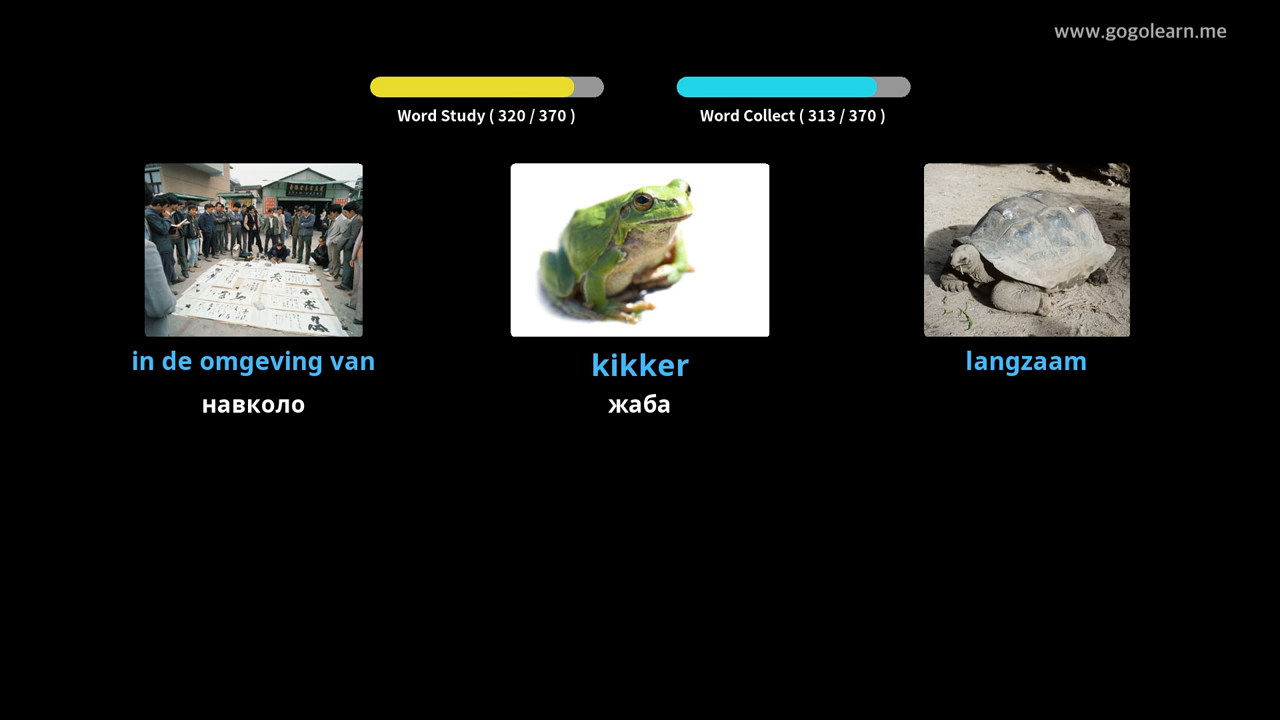 www.gogolearn.me
Word Study ( 320 / 370 )
Word Collect ( 313 / 370 )
in de omgeving van
навколо
kikker
жаба
langzaam